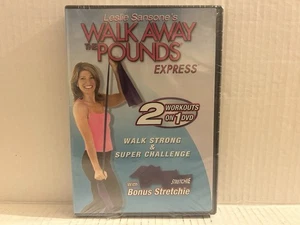 Leslie Sansone's
WALK AWAY
THE POUNDS
EXPRESS
2 WORKOUTS
ON 1 DVD
WALK STRONG
&
SUPER CHALLENGE
STRETCHIE
WITH
Bonus Stretchie